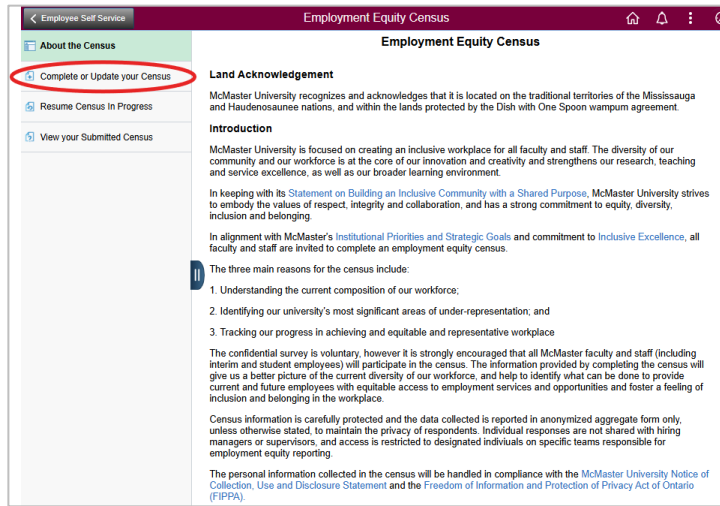 Employee Self Service
Employment Equity Census
About the Census
Complete or Update your Census
Resume Census In Progress
View your Submitted Census
Employment Equity Census
Land Acknowledgement
McMaster University recognizes and acknowledges that it is located on the traditional territories of the Mississauga
and Haudenosaunee nations, and within the lands protected by the Dish with One Spoon wampum agreement.
Introduction
McMaster University is focused on creating an inclusive workplace for all faculty and staff. The diversity of our
community and our workforce is at the core of our innovation and creativity and strengthens our research, teaching
and service excellence, as well as our broader learning environment.
In keeping with its Statement on Building an Inclusive Community with a Shared Purpose, McMaster University strives
to embody the values of respect, integrity and collaboration, and has a strong commitment to equity, diversity,
inclusion and belonging.
In alignment with McMaster's Institutional Priorities and Strategic Goals and commitment to Inclusive Excellence, all
faculty and staff are invited to complete an employment equity census.
The three main reasons for the census include:
1. Understanding the current composition of our workforce;
2. Identifying our university's most significant areas of under-representation; and
3. Tracking our progress in achieving and equitable and representative workplace
The confidential survey is voluntary, however it is strongly encouraged that all McMaster faculty and staff (including
interim and student employees) will participate in the census. The information provided by completing the census will
give us a better picture of the current diversity of our workforce, and help to identify what can be done to provide
current and future employees with equitable access to employment services and opportunities and foster a feeling of
inclusion and belonging in the workplace.
Census information is carefully protected and the data collected is reported in anonymized aggregate form only,
unless otherwise stated, to maintain the privacy of respondents. Individual responses are not shared with hiring
managers or supervisors, and access is restricted to designated indiviuals on specific teams responsible for
employment equity reporting.
The personal information collected in the census will be handled in compliance with the McMaster University Notice of
Collection, Use and Disclosure Statement and the Freedom of Information and Protection of Privacy Act of Ontario
(FIPPA).